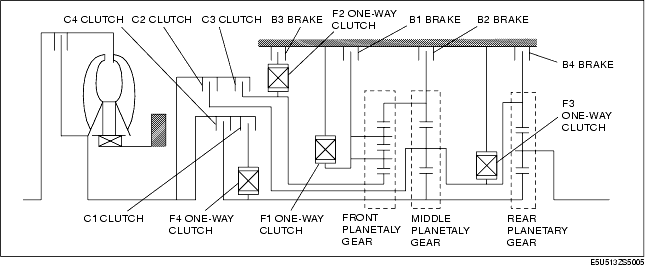 C4 CLUTCH
C2 CLUTCH
C3 CLUTCH
B3 BRAKE
F2 ONE-WAY
CLUTCH
B1 BRAKE
B2 BRAKE
B4 BRAKE
F3
ONE-WAY
CLUTCH
C1 CLUTCH
F4 ONE-WAY
CLUTCH
F1 ONE-WAY
CLUTCH
FRONT
PLANETALY
GEAR
MIDDLE
PLANETALY
GEAR
REAR
PLANETARY
GEAR
E5U513ZS5005